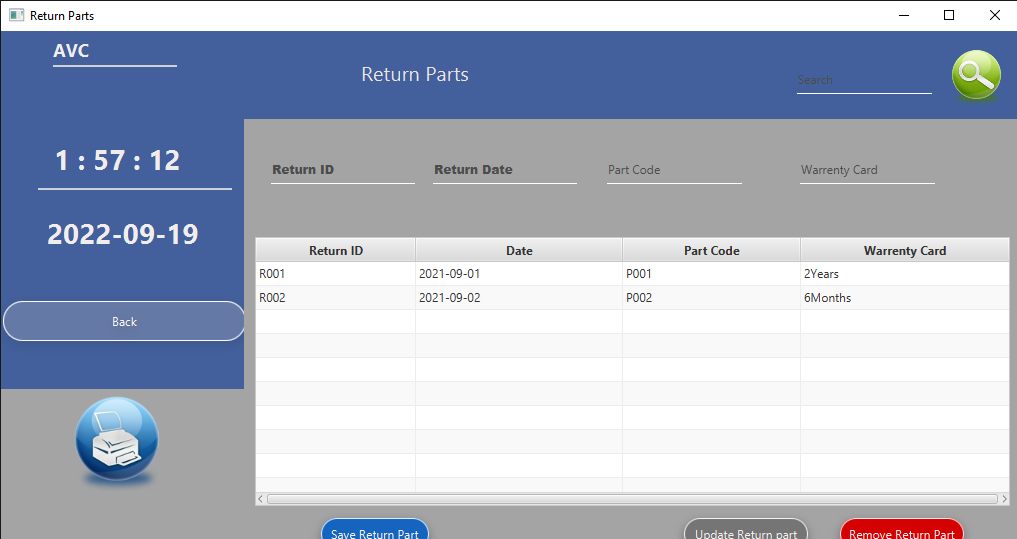 Return Parts
AVC
Return Parts
Search
1 : 57 : 12
2022-09-19
Back
Return ID Return Date Part Code Warrenty Card
Return ID Date Part Code Warrenty Card
R001 2021-09-01 P001 2Years
R002 2021-09-02 P002 6Months
Save Return Part Update Return part Remove Return Part